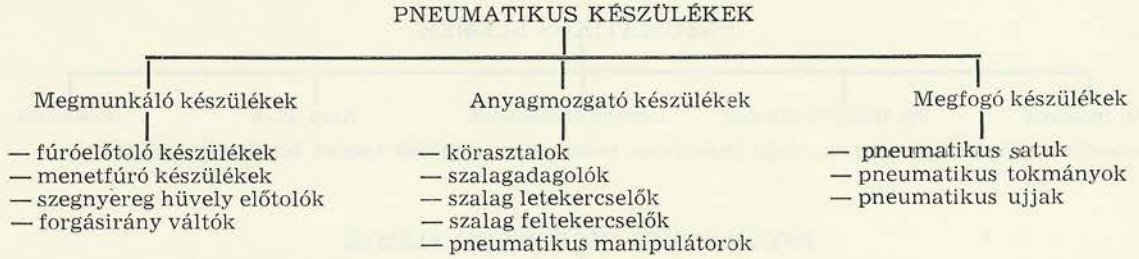 PNEUMATIKUS KÉSZÜLÉKEK
Megmunkáló készülékek
— fúróelőtoló készülékek
— menetfúró készülékek
— szegnyereg hüvely előtolók
— forgásirány váltók
Anyagmozgató készülékek
— körasztalok
— szalagadagolók
— szalag letekercselők
— szalag feltekercselők
— pneumatikus manipulátorok
Megfogó készülékek
— pneumatikus satuk
— pneumatikus tokmányok
— pneumatikus ujjak